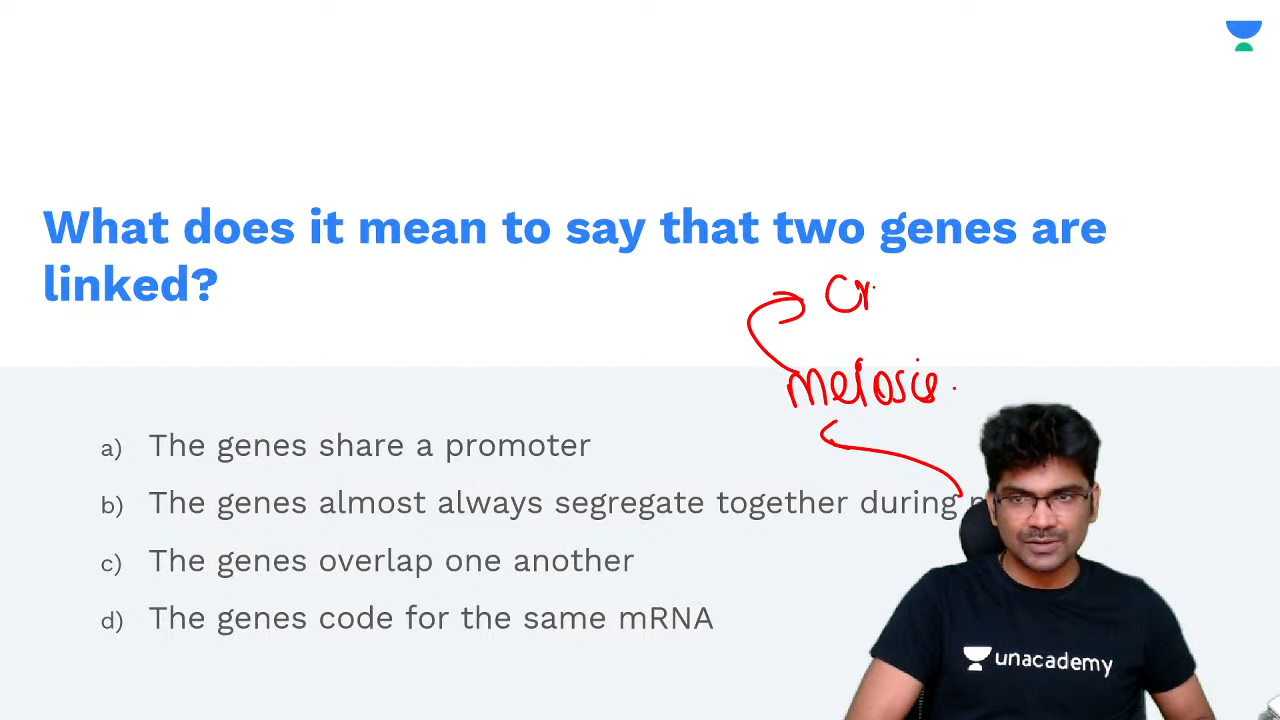 What does it mean to say that two genes are
linked?
Cr
meiosis.
a) The genes share a promoter
b) The genes almost always segregate together during
c) The genes overlap one another
d) The genes code for the same mRNA
unacademy